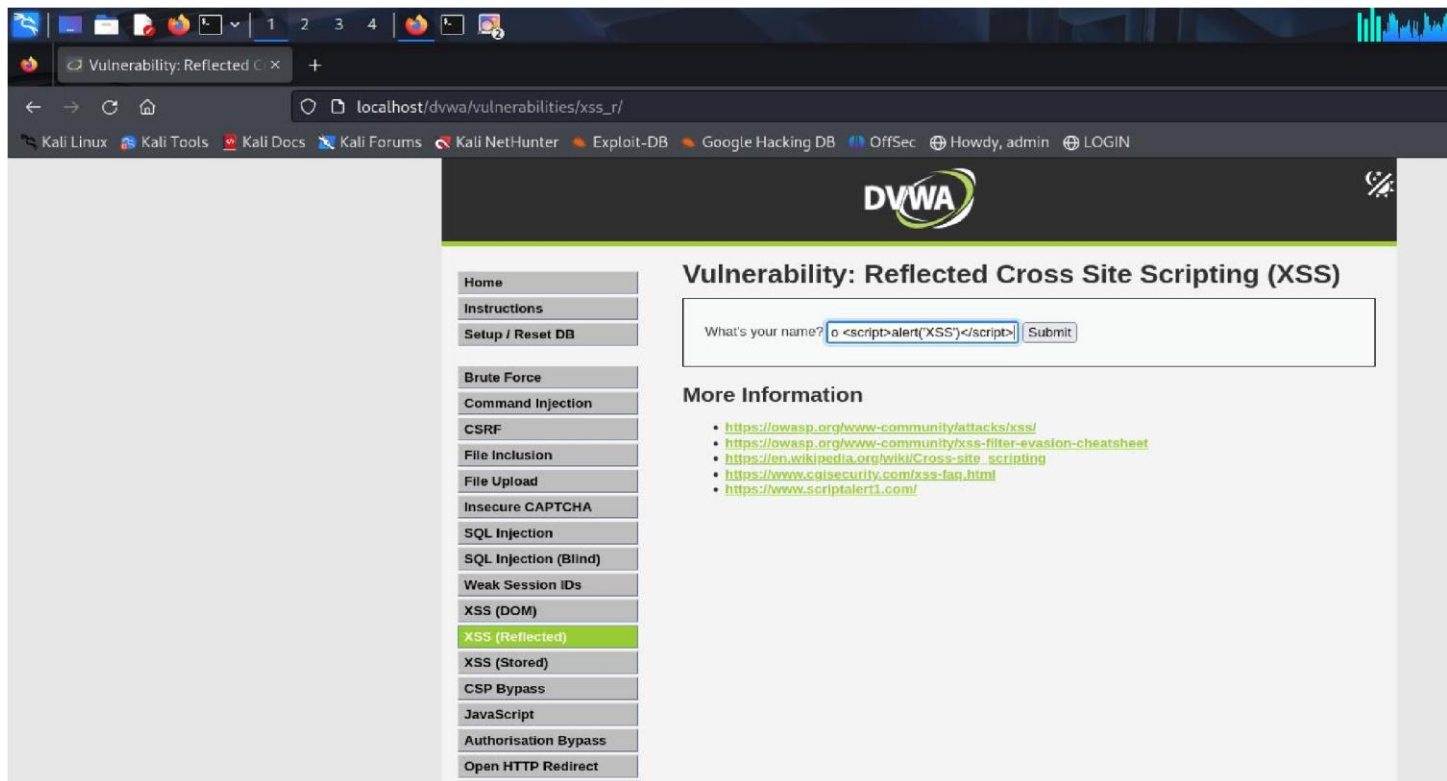 1 2 3 4
2
Vulnerability: Reflected C
localhost/dvwa/vulnerabilities/xss_r/
Kali Linux Kali Tools Kali Docs Kali Forums Kali NetHunter Exploit-DB Google Hacking DB OffSec Howdy, admin LOGIN
DVWA
Home
Instructions
Setup / Reset DB
Brute Force
Command Injection
CSRF
File Inclusion
File Upload
Insecure CAPTCHA
SQL Injection
SQL Injection (Blind)
Weak Session IDs
XSS (DOM)
XSS (Reflected)
XSS (Stored)
CSP Bypass
JavaScript
Authorisation Bypass
Open HTTP Redirect
Vulnerability: Reflected Cross Site Scripting (XSS)
What's your name? o <script>alert('XSS')</script> Submit
More Information
• https://owasp.org/www-community/attacks/xss/
• https://owasp.org/www-community/xss-filter-evasion-cheatsheet
• https://en.wikipedia.org/wiki/Cross-site_scripting
• https://www.cgisecurity.com/xss-faq.html
• https://www.scriptalert1.com/